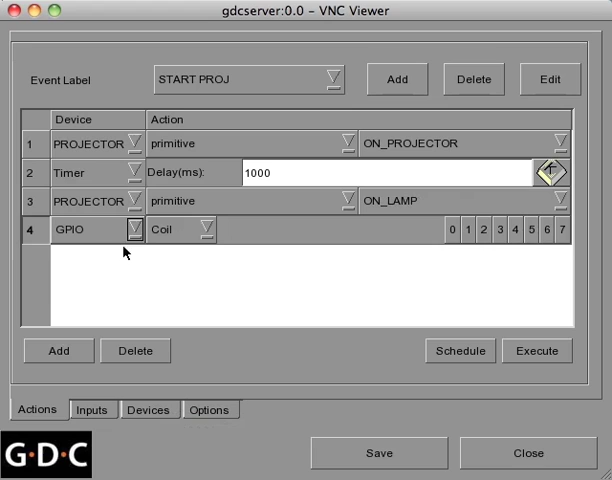 gdcserver:0.0 – VNC Viewer
Event Label START PROJ Add Delete Edit
Device Action
1 PROJECTOR primitive ON_PROJECTOR
2 Timer Delay(ms): 1000
3 PROJECTOR primitive ON_LAMP
4 GPIO Coil 0 1 2 3 4 5 6 7
Add Delete Schedule Execute
Actions Inputs Devices Options
G·D·C Save Close